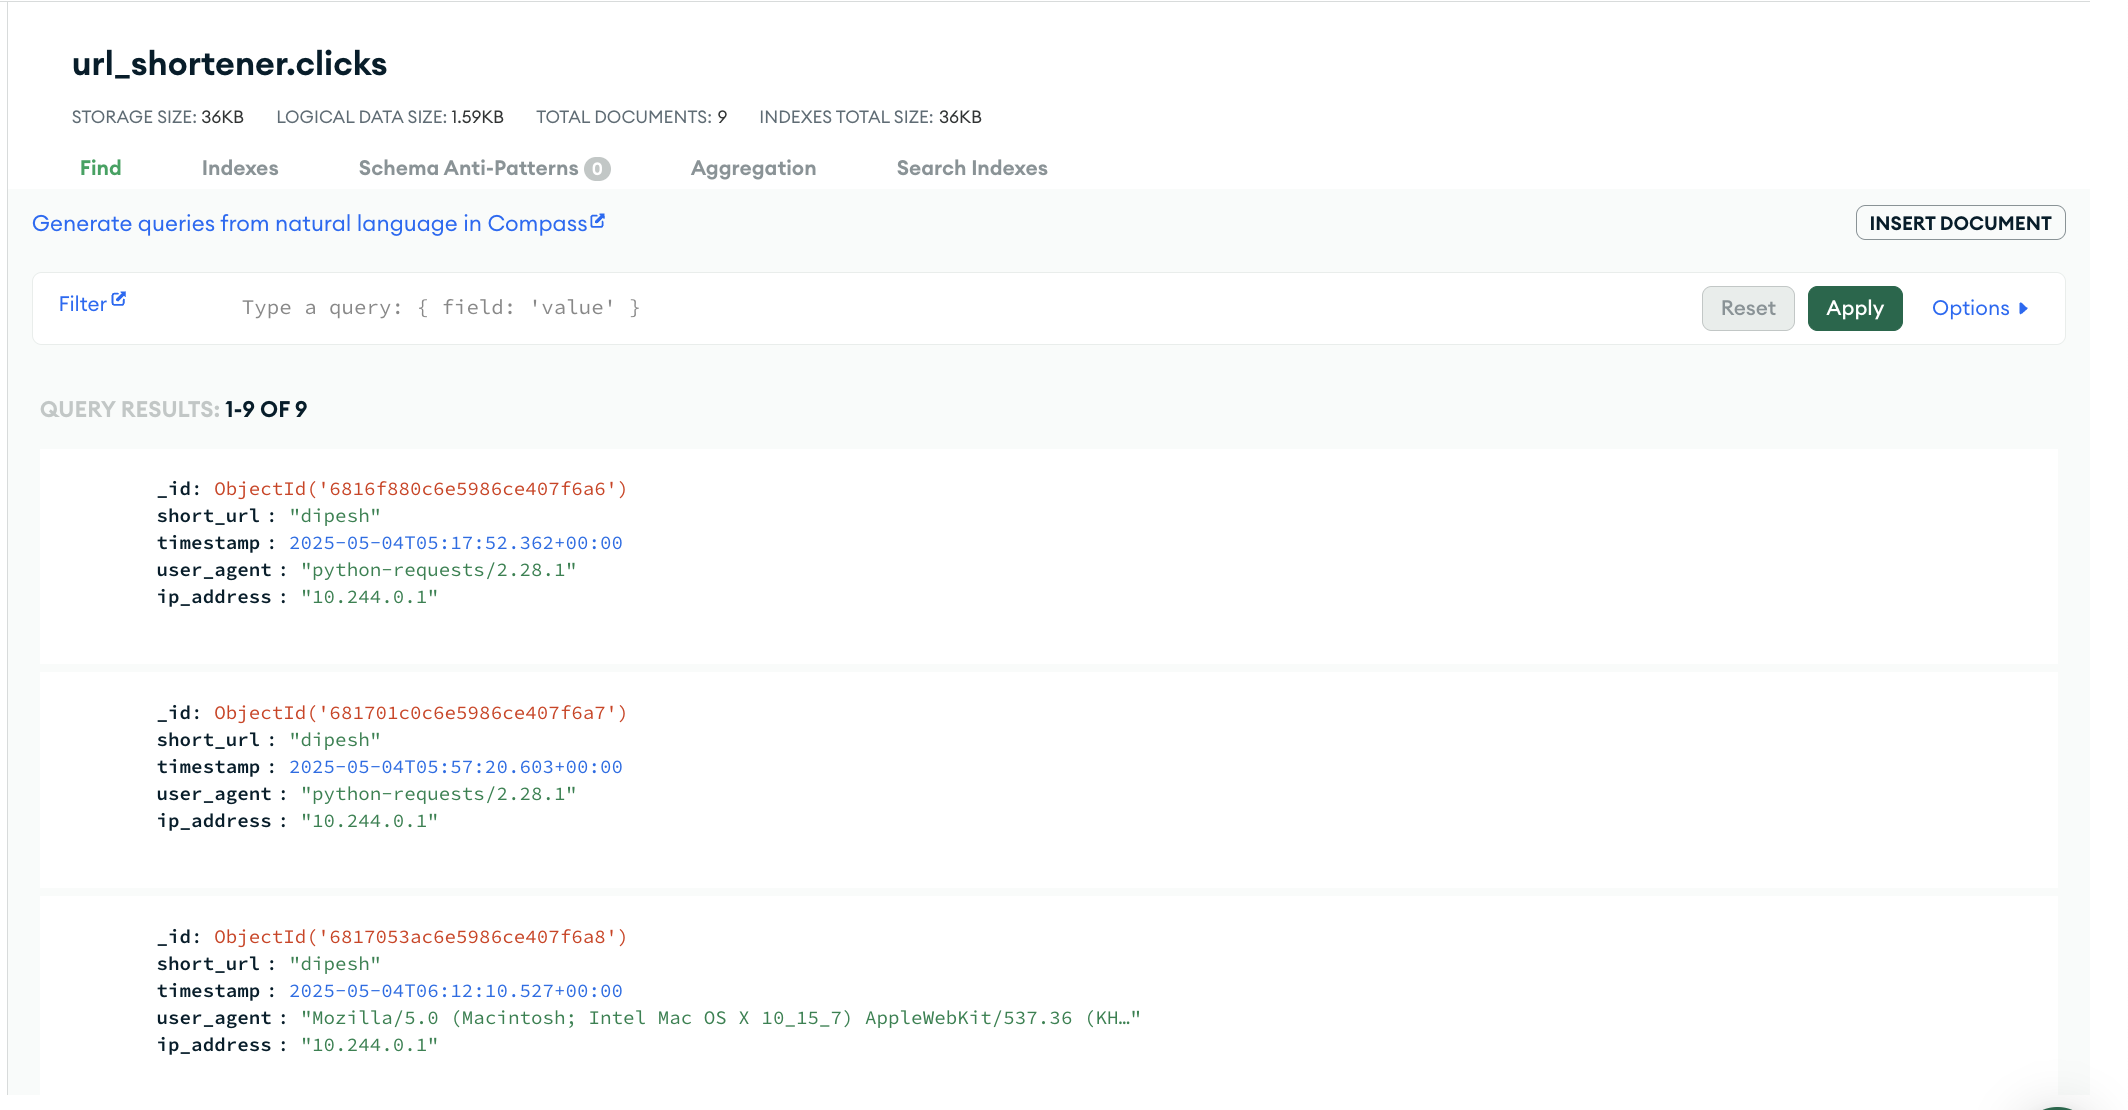 url_shortener.clicks
STORAGE SIZE: 36KB LOGICAL DATA SIZE: 1.59KB TOTAL DOCUMENTS: 9 INDEXES TOTAL SIZE: 36KB
Find Indexes Schema Anti-Patterns 0 Aggregation Search Indexes
Generate queries from natural language in Compass
INSERT DOCUMENT
Filter Type a query: { field: 'value' } Reset Apply Options
QUERY RESULTS: 1-9 OF 9
_id: ObjectId('6816f880c6e5986ce407f6a6')
short_url : "dipesh"
timestamp : 2025-05-04T05:17:52.362+00:00
user_agent : "python-requests/2.28.1"
ip_address : "10.244.0.1"
_id: ObjectId('681701c0c6e5986ce407f6a7')
short_url : "dipesh"
timestamp : 2025-05-04T05:57:20.603+00:00
user_agent : "python-requests/2.28.1"
ip_address : "10.244.0.1"
_id: ObjectId('6817053ac6e5986ce407f6a8')
short_url : "dipesh"
timestamp : 2025-05-04T06:12:10.527+00:00
user_agent : "Mozilla/5.0 (Macintosh; Intel Mac OS X 10_15_7) AppleWebKit/537.36 (KH…"
ip_address : "10.244.0.1"